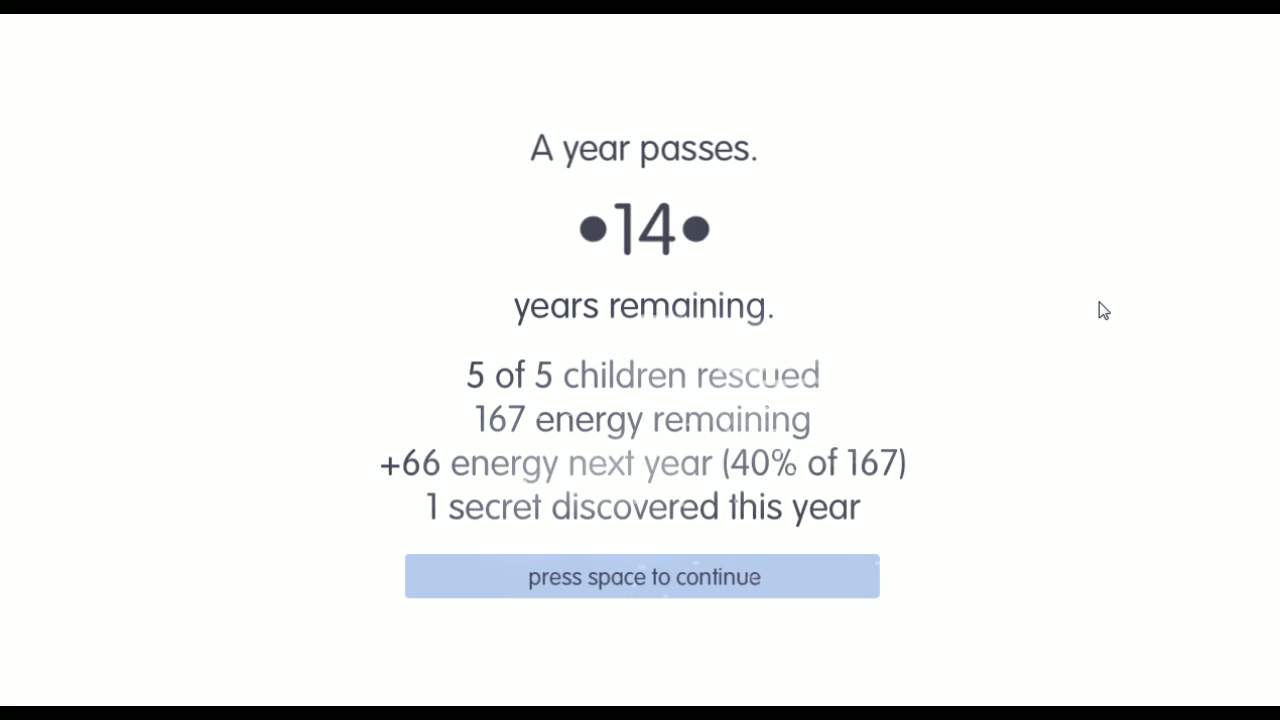 A year passes.
•14•
years remaining.
5 of 5 children rescued
167 energy remaining
+66 energy next year (40% of 167)
1 secret discovered this year
press space to continue